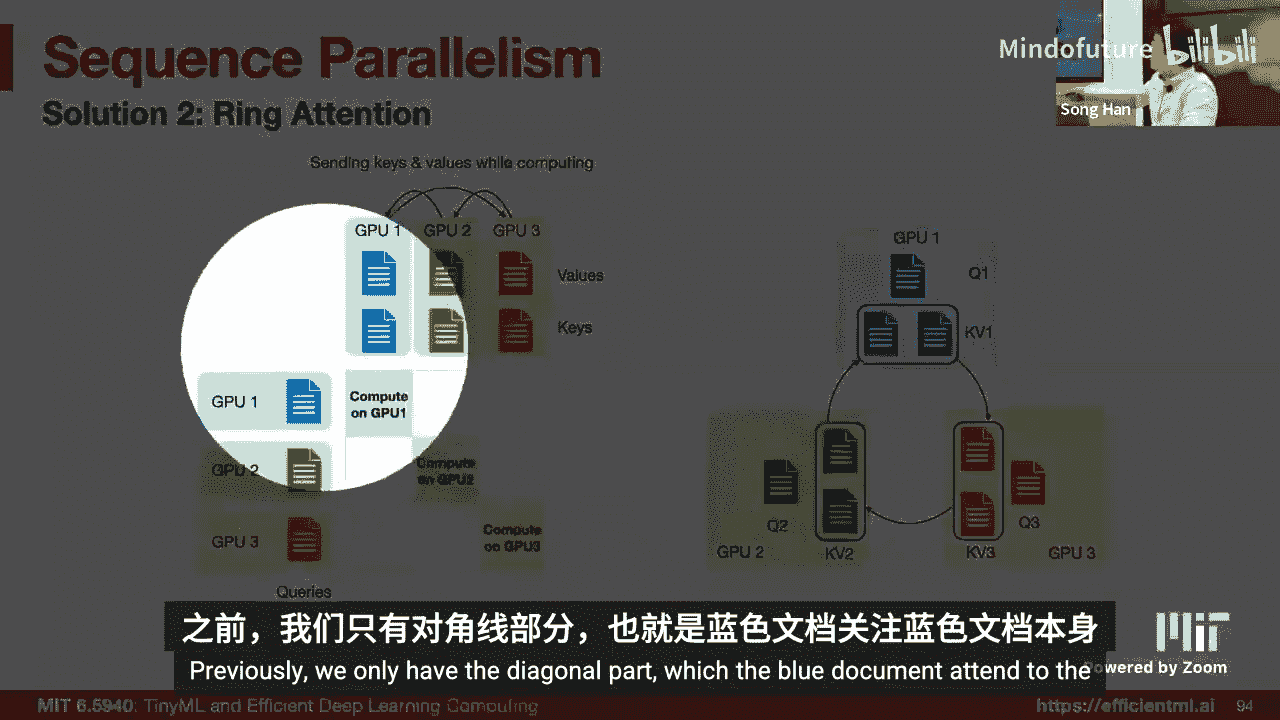 Sequence Parallelism
Mindofuture bilibili
Solution 2: Ring Attention
Song Han
Sending keys & values while computing
GPU 1 GPU 2 GPU 3
Values
Keys
GPU 1
Compute
on GPU1
GPU 2
Compute
on GPU2
GPU 3
Compute
on GPU3
Queries
GPU 1
Q1
KV1
Q2
Q3
GPU 2
KV2
KV3
GPU 3
之前，我们只有对角线部分，也就是蓝色文档关注蓝色文档本身
Previously, we only have the diagonal part, which the blue document attend to the
MIT
Powered by Zoom
MIT 6.5940: TinyML and Efficient Deep Learning Computing
https://efficientml.ai
94